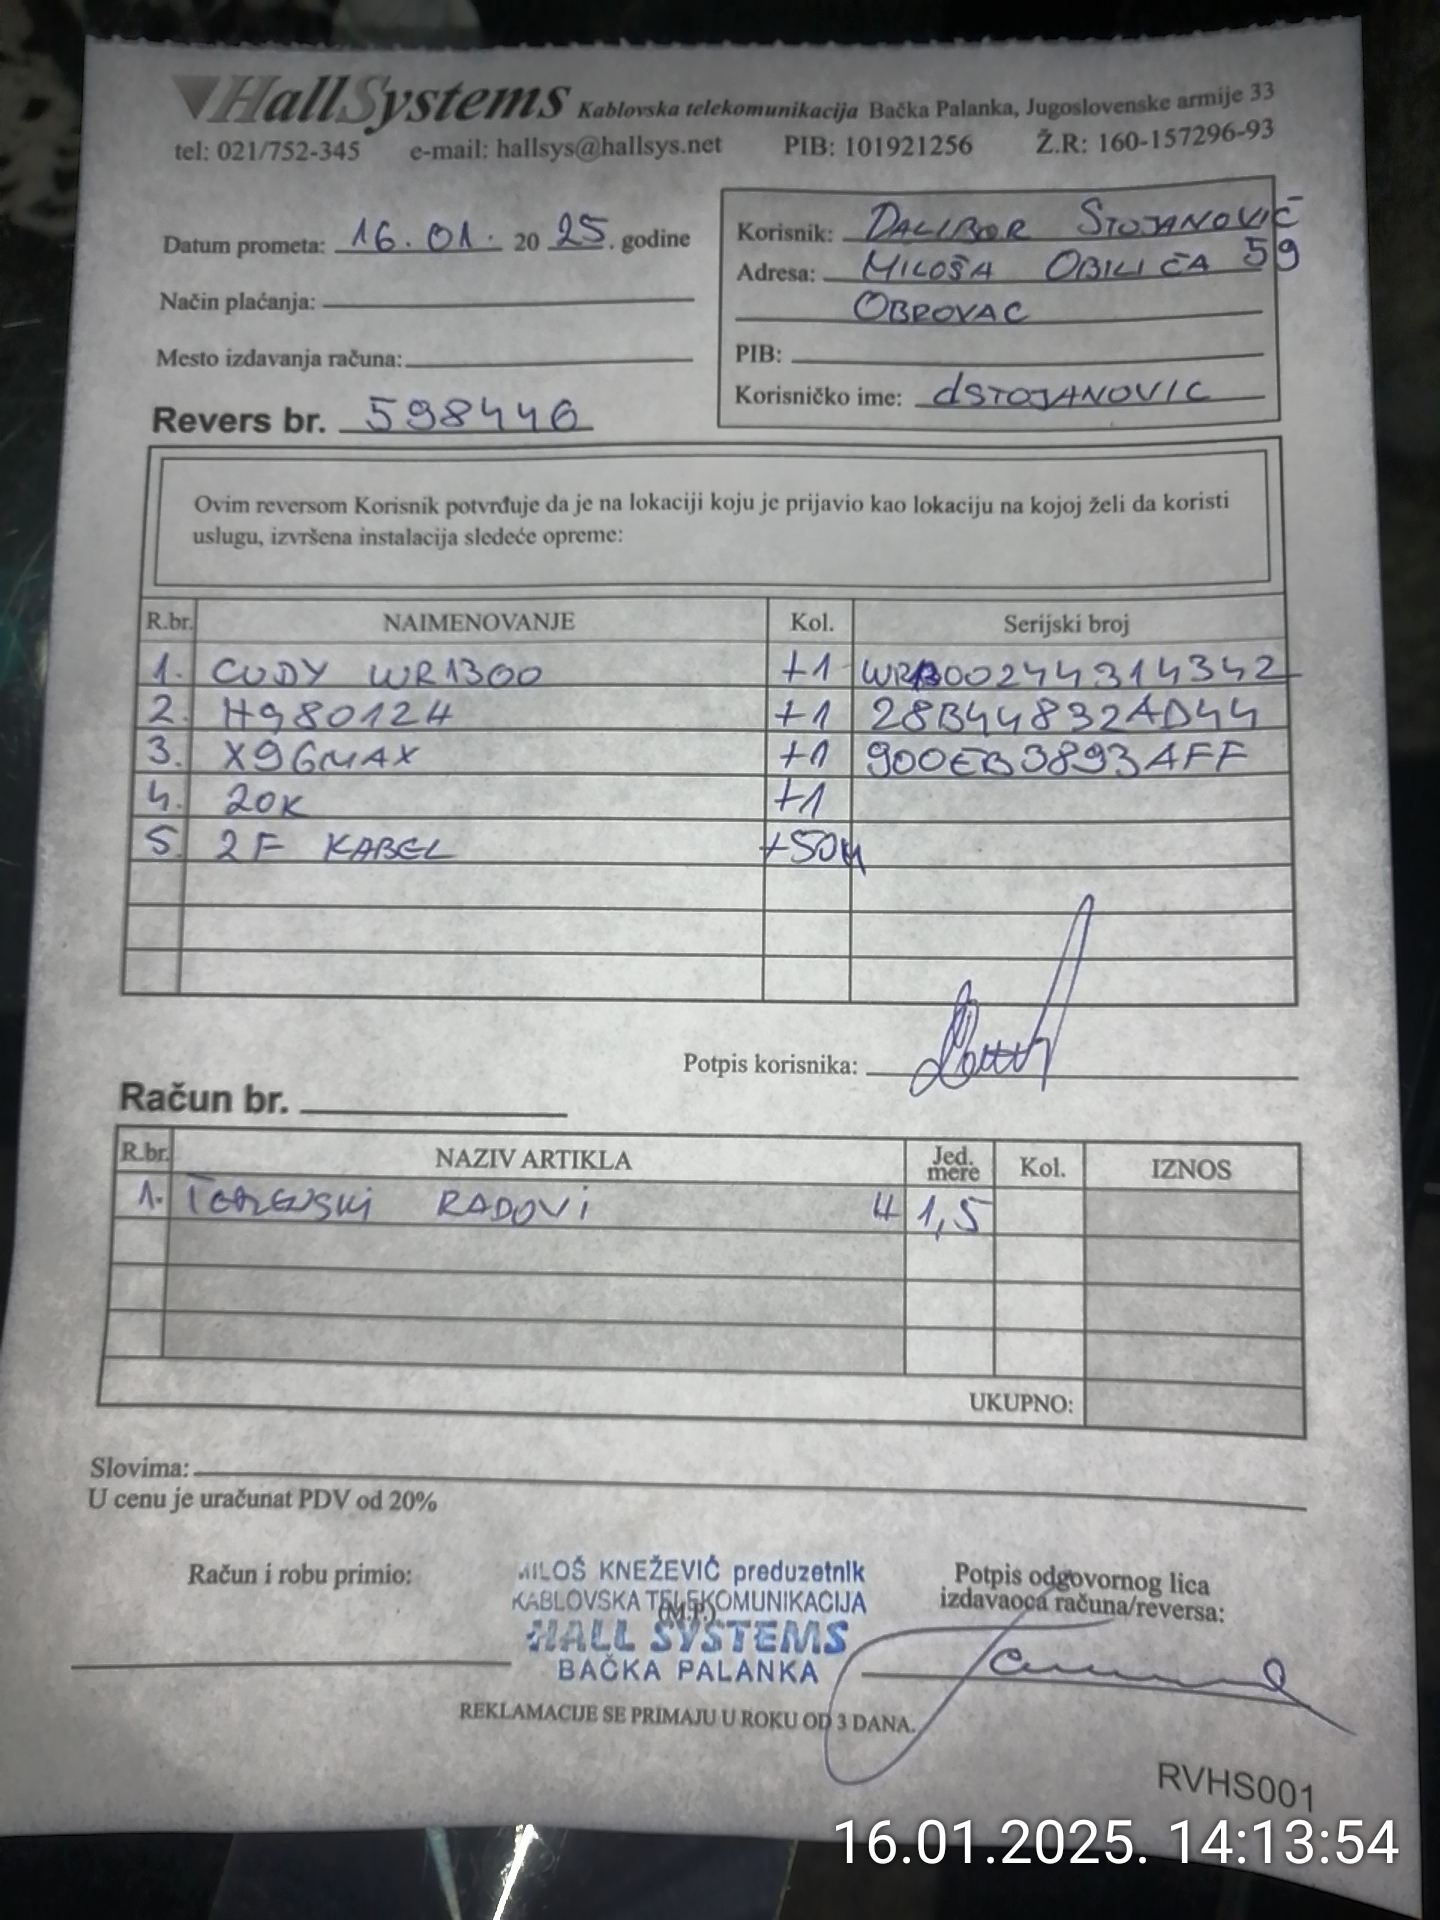 HallSystems Kablovska telekomunikacija Bačka Palanka, Jugoslovenske armije 33
tel: 021/752-345 e-mail: hallsys@hallsys.net PIB: 101921256 Ž.R: 160-157296-93
Datum prometa: 16.01. 20 25. godine
Način plaćanja:
Mesto izdavanja računa:
Revers br. 598446
Korisnik: DALIBOR STOJANOVIĆ
Adresa: MILOŠA OBILIĆA 59
OBROVAC
PIB:
Korisničko ime: dSTOJANOVIC
Ovim reversom Korisnik potvrđuje da je na lokaciji koju je prijavio kao lokaciju na kojoj želi da koristi
uslugu, izvršena instalacija sledeće opreme:
R.br. NAIMENOVANJE Kol. Serijski broj
1. CUDY WR1300 +1 WR1300244314342
2. H980124 +1 28B44832AD44
3. X96MAX +1 900EB3893AFF
4. 20K +1
5. 2F KABEL +50M
Potpis korisnika:
Račun br.
R.br. NAZIV ARTIKLA Jed. mere Kol. IZNOS
1. TERENSKI RADOVI 4 1,5
UKUPNO:
Slovima:
U cenu je uračunat PDV od 20%
Račun i robu primio:
MILOŠ KNEŽEVIĆ preduzetnik
KABLOVSKA TELEKOMUNIKACIJA
(M.P.)
HALL SYSTEMS
BAČKA PALANKA
Potpis odgovornog lica
izdavaoca računa/reversa:
REKLAMACIJE SE PRIMAJU U ROKU OD 3 DANA.
RVHS001
16.01.2025. 14:13:54